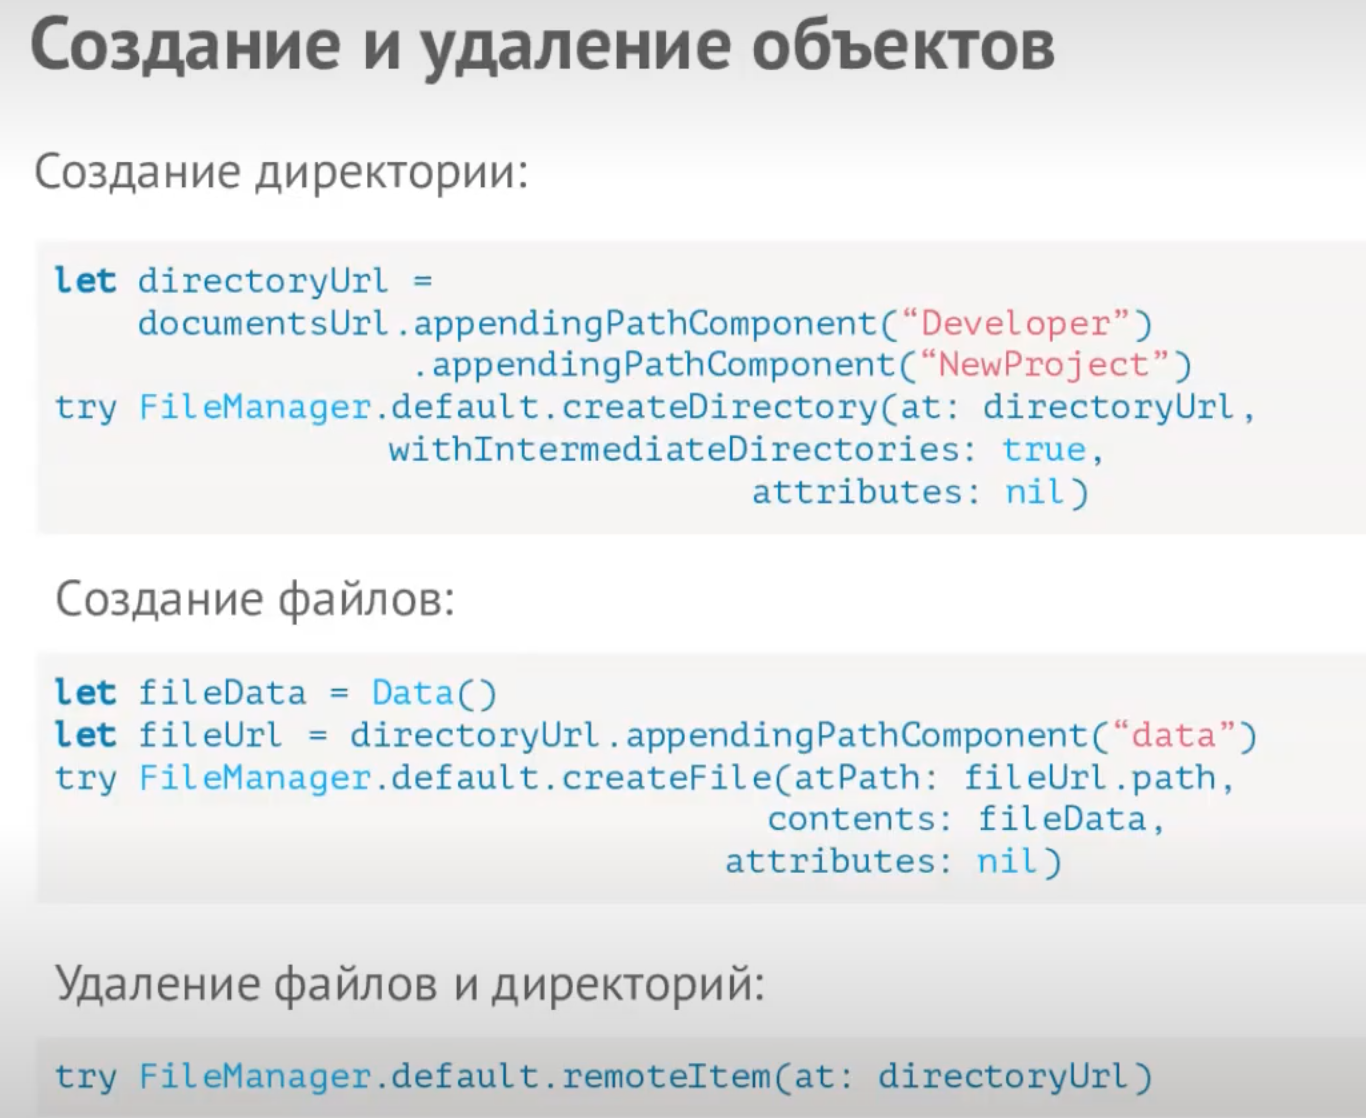 Создание и удаление объектов
Создание директории:
let directoryUrl =
documentsUrl.appendingPathComponent(“Developer”)
.appendingPathComponent(“NewProject”)
try FileManager.default.createDirectory(at: directoryUrl,
withIntermediateDirectories: true,
attributes: nil)
Создание файлов:
let fileData = Data()
let fileUrl = directoryUrl.appendingPathComponent(“data”)
try FileManager.default.createFile(atPath: fileUrl.path,
contents: fileData,
attributes: nil)
Удаление файлов и директорий:
try FileManager.default.remoteItem(at: directoryUrl)